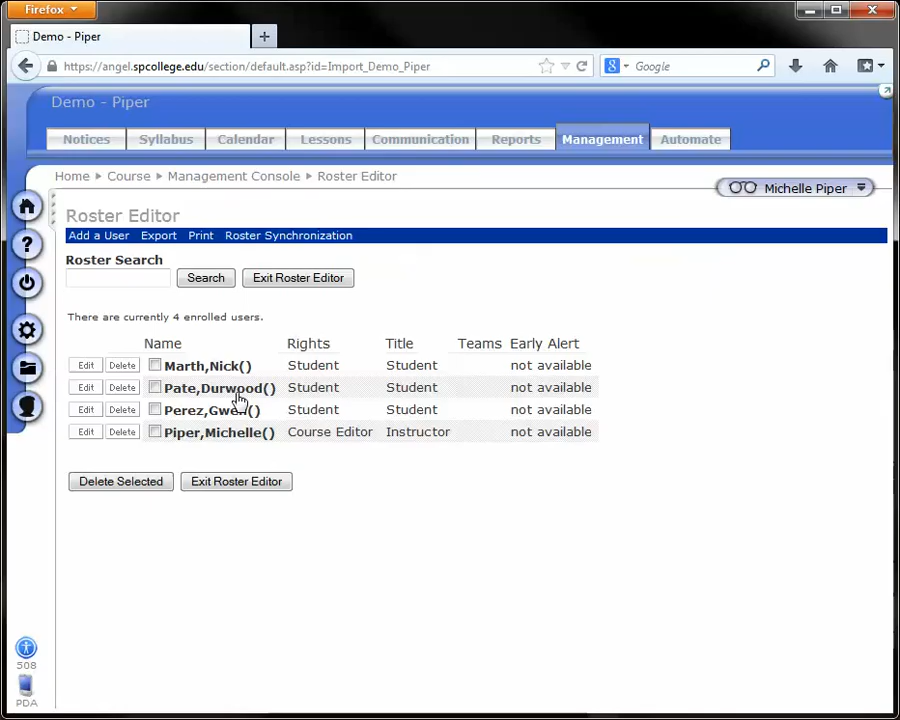 Firefox
Demo - Piper
https://angel.spcollege.edu/section/default.asp?id=Import_Demo_Piper
Google
Demo - Piper
Notices Syllabus Calendar Lessons Communication Reports Management Automate
Home Course Management Console Roster Editor
Michelle Piper
Roster Editor
Add a User Export Print Roster Synchronization
Roster Search
Search Exit Roster Editor
There are currently 4 enrolled users.
Name Rights Title Teams Early Alert
Edit Delete Marth,Nick() Student Student not available
Edit Delete Pate,Durwood() Student Student not available
Edit Delete Perez,Gwen() Student Student not available
Edit Delete Piper,Michelle() Course Editor Instructor not available
Delete Selected Exit Roster Editor
508
PDA